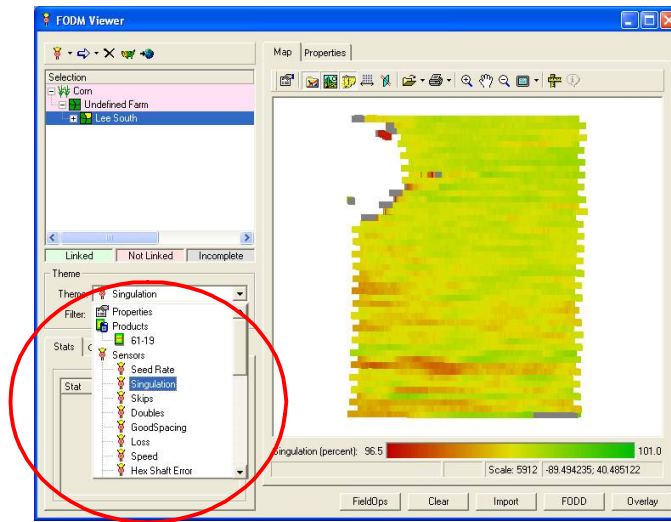 FODM Viewer
Map Properties
Selection
Corn
Undefined Farm
Lee South
Linked Not Linked Incomplete
Theme
Theme: Singulation
Filter: Properties
Products
61-19
Stats
Sensors
Seed Rate
Stat
Singulation
Skips
Doubles
GoodSpacing
Loss
Speed
Hex Shaft Error
Singulation (percent): 96.5 101.0
Scale: 5912 -89.494235; 40.485122
FieldOps Clear Import FODD Overlay